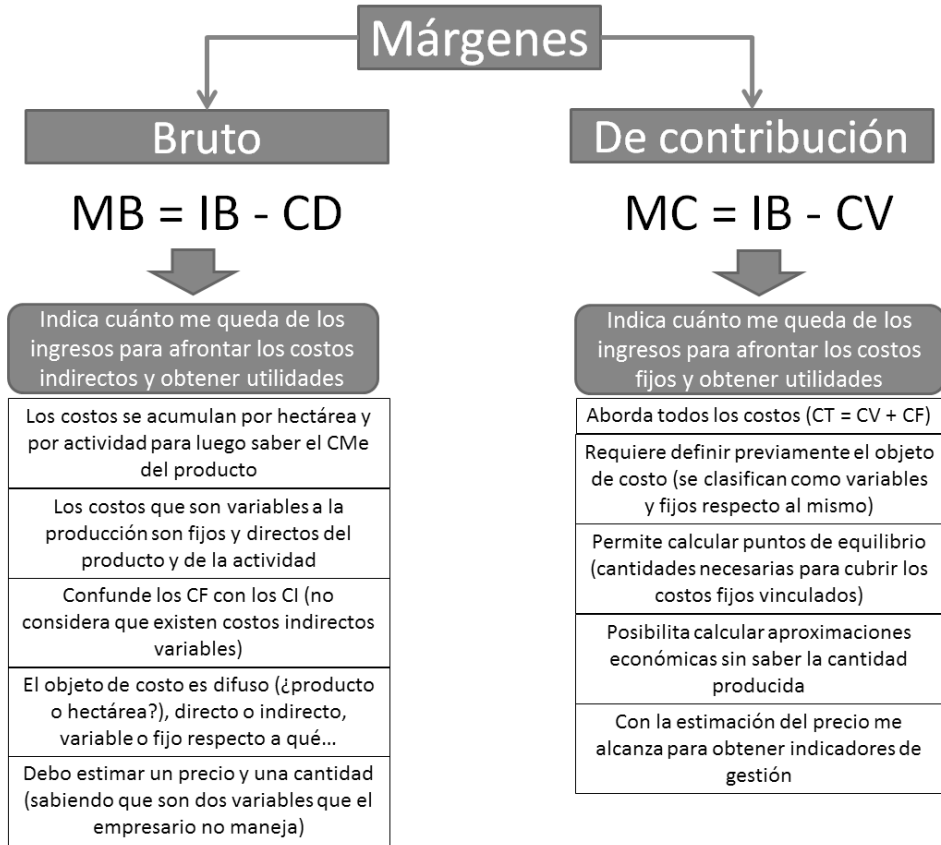 Márgenes
Bruto
MB = IB - CD
Indica cuánto me queda de los
ingresos para afrontar los costos
indirectos y obtener utilidades
Los costos se acumulan por hectárea y
por actividad para luego saber el CMe
del producto
Los costos que son variables a la
producción son fijos y directos del
producto y de la actividad
Confunde los CF con los CI (no
considera que existen costos indirectos
variables)
El objeto de costo es difuso (¿producto
o hectárea?), directo o indirecto,
variable o fijo respecto a qué...
Debo estimar un precio y una cantidad
(sabiendo que son dos variables que el
empresario no maneja)
De contribución
MC = IB - CV
Indica cuánto me queda de los
ingresos para afrontar los costos
fijos y obtener utilidades
Aborda todos los costos (CT = CV + CF)
Requiere definir previamente el objeto
de costo (se clasifican como variables
y fijos respecto al mismo)
Permite calcular puntos de equilibrio
(cantidades necesarias para cubrir los
costos fijos vinculados)
Posibilita calcular aproximaciones
económicas sin saber la cantidad
producida
Con la estimación del precio me
alcanza para obtener indicadores de
gestión